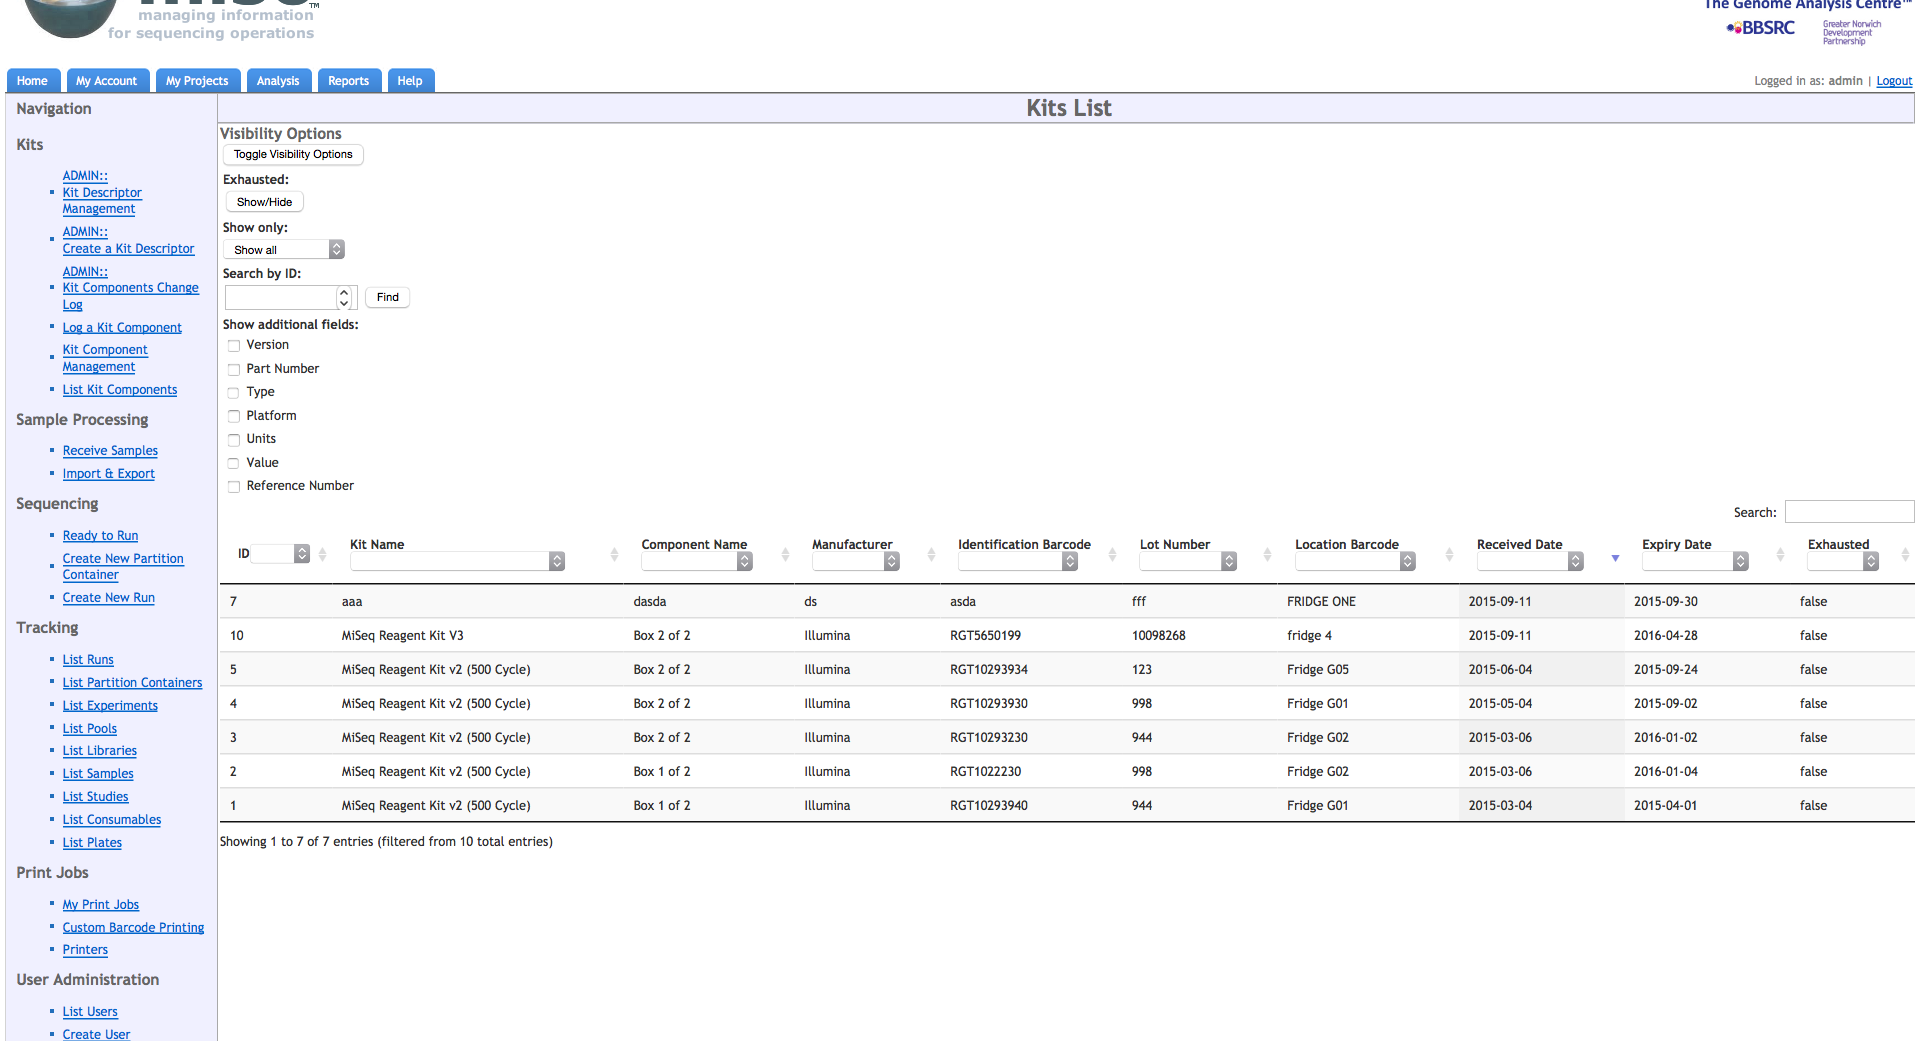 ™
managing information
for sequencing operations
The Genome Analysis Centre™
BBSRC
Greater Norwich
Development
Partnership
Home My Account My Projects Analysis Reports Help
Logged in as: admin | Logout
Navigation
Kits
ADMIN::
Kit Descriptor
Management
ADMIN::
Create a Kit Descriptor
ADMIN::
Kit Components Change
Log
Log a Kit Component
Kit Component
Management
List Kit Components
Sample Processing
Receive Samples
Import & Export
Sequencing
Ready to Run
Create New Partition
Container
Create New Run
Tracking
List Runs
List Partition Containers
List Experiments
List Pools
List Libraries
List Samples
List Studies
List Consumables
List Plates
Print Jobs
My Print Jobs
Custom Barcode Printing
Printers
User Administration
List Users
Create User
Kits List
Visibility Options
Toggle Visibility Options
Exhausted:
Show/Hide
Show only:
Show all
Search by ID:
Find
Show additional fields:
Version
Part Number
Type
Platform
Units
Value
Reference Number
Search:
ID Kit Name Component Name Manufacturer Identification Barcode Lot Number Location Barcode Received Date Expiry Date Exhausted
7 aaa dasda ds asda fff FRIDGE ONE 2015-09-11 2015-09-30 false
10 MiSeq Reagent Kit V3 Box 2 of 2 Illumina RGT5650199 10098268 fridge 4 2015-09-11 2016-04-28 false
5 MiSeq Reagent Kit v2 (500 Cycle) Box 2 of 2 Illumina RGT10293934 123 Fridge G05 2015-06-04 2015-09-24 false
4 MiSeq Reagent Kit v2 (500 Cycle) Box 2 of 2 Illumina RGT10293930 998 Fridge G01 2015-05-04 2015-09-02 false
3 MiSeq Reagent Kit v2 (500 Cycle) Box 2 of 2 Illumina RGT10293230 944 Fridge G02 2015-03-06 2016-01-02 false
2 MiSeq Reagent Kit v2 (500 Cycle) Box 1 of 2 Illumina RGT1022230 998 Fridge G02 2015-03-06 2016-01-04 false
1 MiSeq Reagent Kit v2 (500 Cycle) Box 1 of 2 Illumina RGT10293940 944 Fridge G01 2015-03-04 2015-04-01 false
Showing 1 to 7 of 7 entries (filtered from 10 total entries)